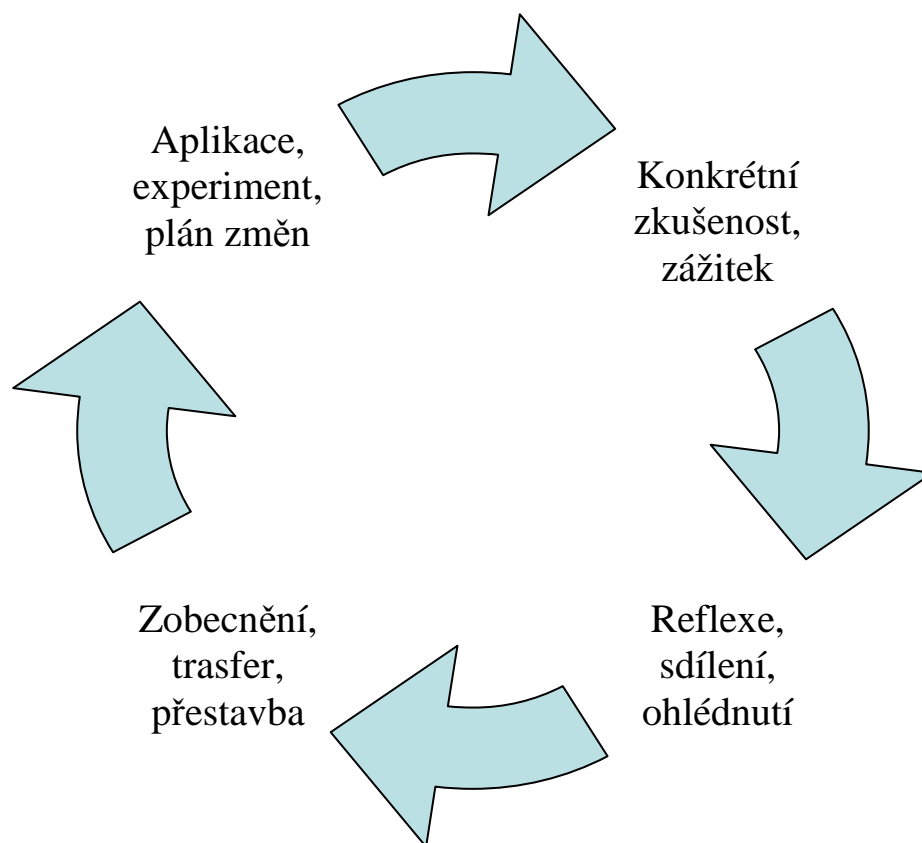 Aplikace,
experiment,
plán změn
Konkrétní
zkušenost,
zážitek
Reflexe,
sdílení,
ohlédnutí
Zobecnění,
trasfer,
přestavba